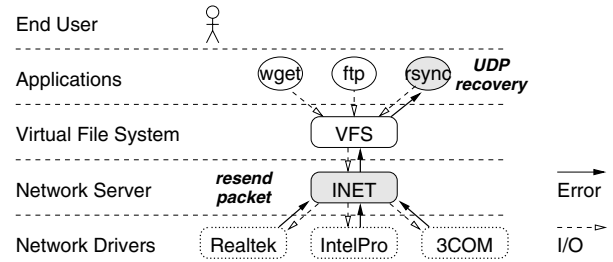 End User
Applications wget ftp rsync UDP recovery
Virtual File System VFS
Network Server resend packet INET Error
Network Drivers Realtek IntelPro 3COM I/O